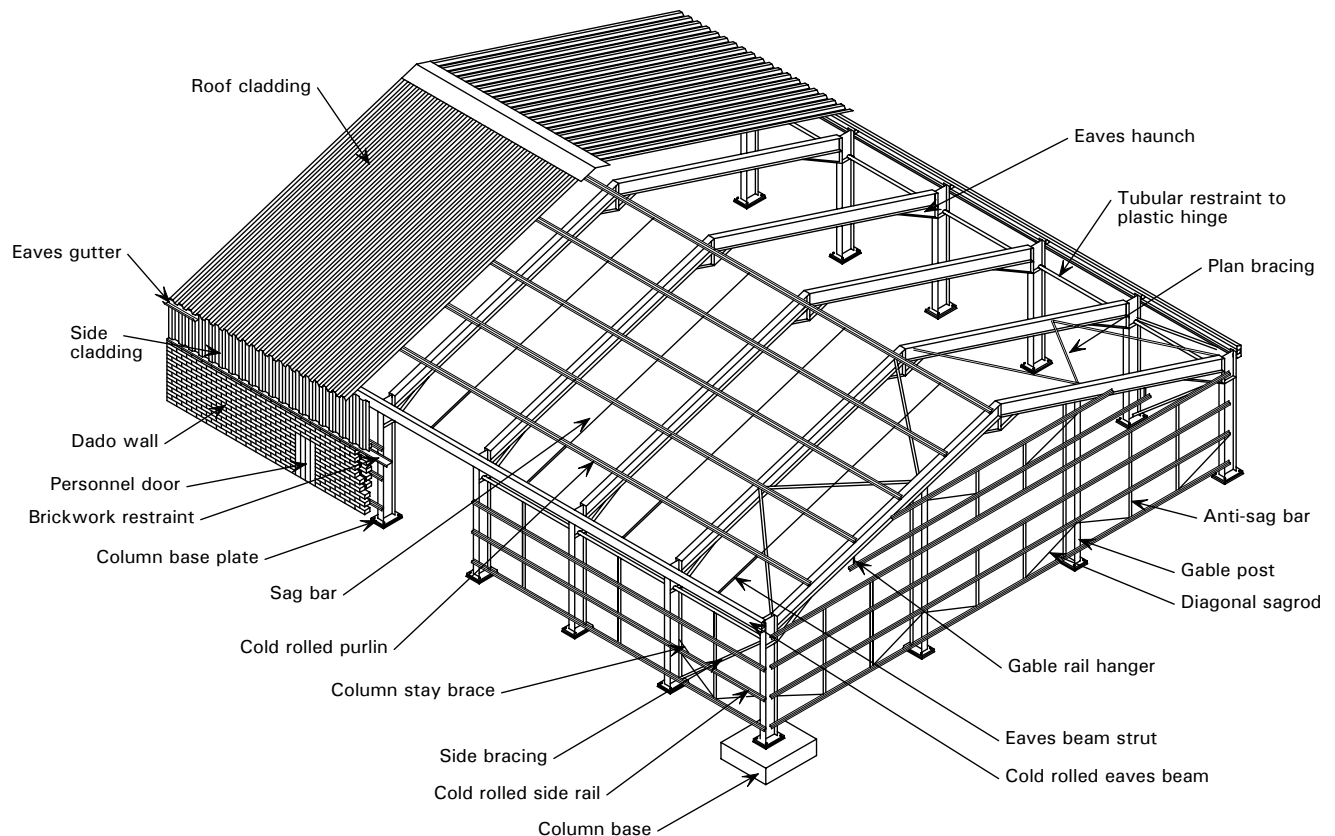 Roof cladding
Eaves haunch
Tubular restraint to
plastic hinge
Eaves gutter
Plan bracing
Side
cladding
Dado wall
Personnel door
Brickwork restraint
Anti-sag bar
Column base plate
Gable post
Sag bar
Diagonal sagrod
Cold rolled purlin
Gable rail hanger
Column stay brace
Eaves beam strut
Side bracing
Cold rolled eaves beam
Cold rolled side rail
Column base